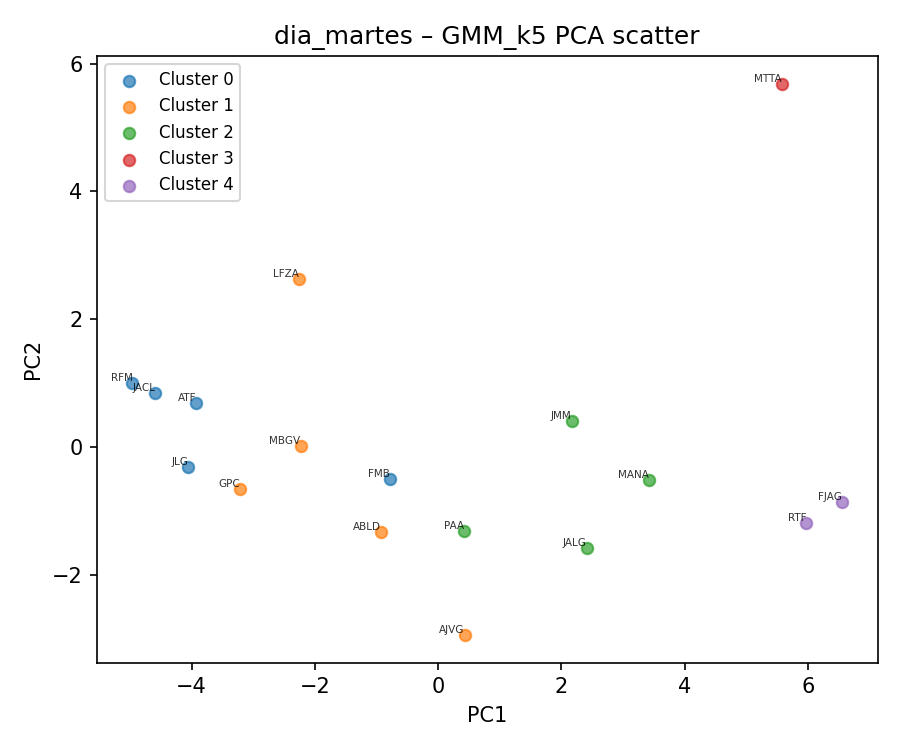 dia_martes – GMM_k5 PCA scatter
Cluster 0
Cluster 1
Cluster 2
Cluster 3
Cluster 4
MTTA
LFZA
RFM
JACL
ATF
JLG
MBGV
GPC
FMB
ABLD
PAA
AJVG
JMM
MANA
JALG
FJAG
RTF
6
4
2
0
−2
PC2
−4
−2
0
2
4
6
PC1